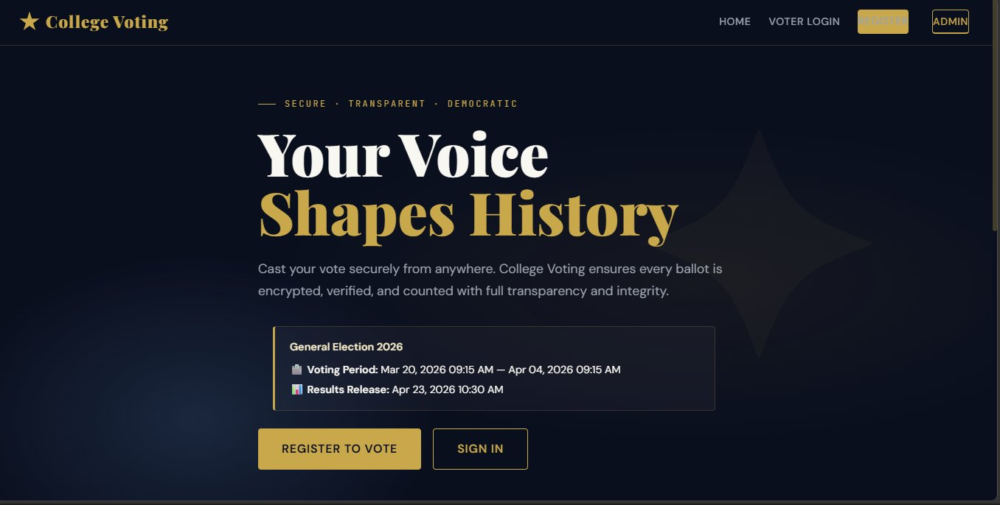 ★ College Voting
HOME
VOTER LOGIN
REGISTER
ADMIN
SECURE · TRANSPARENT · DEMOCRATIC
Your Voice
Shapes History
Cast your vote securely from anywhere. College Voting ensures every ballot is
encrypted, verified, and counted with full transparency and integrity.
General Election 2026
🗳️ Voting Period: Mar 20, 2026 09:15 AM — Apr 04, 2026 09:15 AM
📊 Results Release: Apr 23, 2026 10:30 AM
REGISTER TO VOTE
SIGN IN